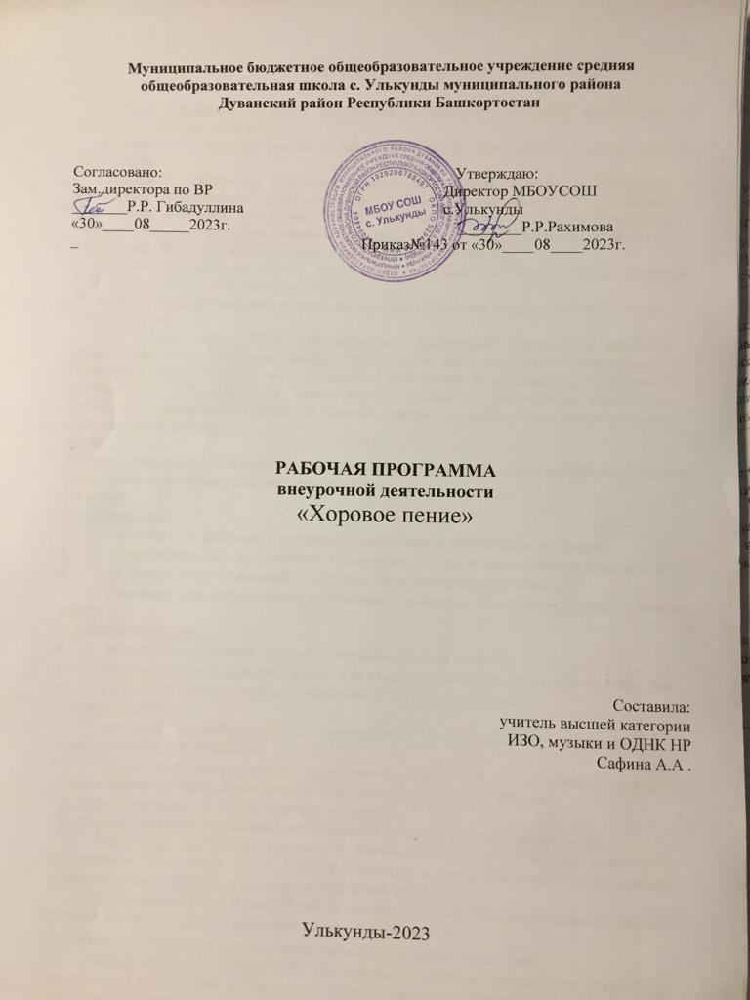 Муниципальное бюджетное общеобразовательное учреждение средняя
общеобразовательная школа с. Улькунды муниципального района
Дуванский район Республики Башкортостан
Согласовано:
Зам.директора по ВР
_______Р.Р. Гибадуллина
«30»____08_____2023г.
Утверждаю:
Директор МБОУСОШ
с.Улькунды
_______Р.Р.Рахимова
Приказ№143 от «30»____08____2023г.
МБОУ СОШ
с. Улькунды
РАБОЧАЯ ПРОГРАММА
внеурочной деятельности
«Хоровое пение»
Составила:
учитель высшей категории
ИЗО, музыки и ОДНК НР
Сафина А.А .
Улькунды-2023